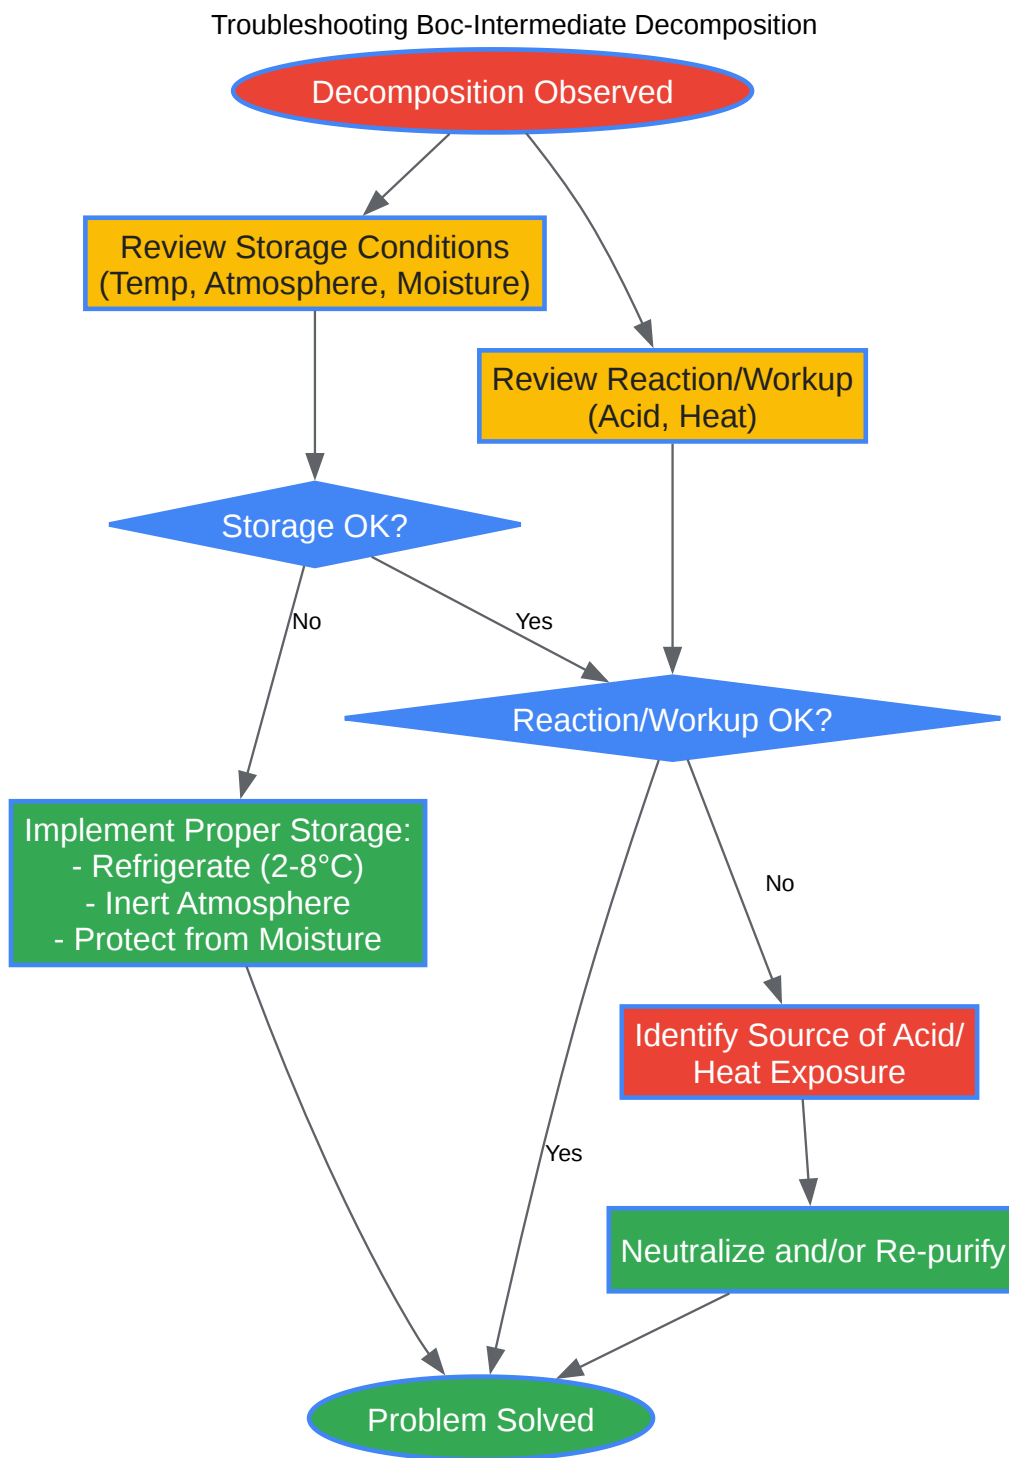 Troubleshooting Boc-Intermediate Decomposition
Decomposition Observed
Review Storage Conditions
(Temp, Atmosphere, Moisture)
Review Reaction/Workup
(Acid, Heat)
Storage OK?
No
Yes
Reaction/Workup OK?
Implement Proper Storage:
- Refrigerate (2-8°C)
- Inert Atmosphere
- Protect from Moisture
No
Identify Source of Acid/
Heat Exposure
Yes
Neutralize and/or Re-purify
Problem Solved